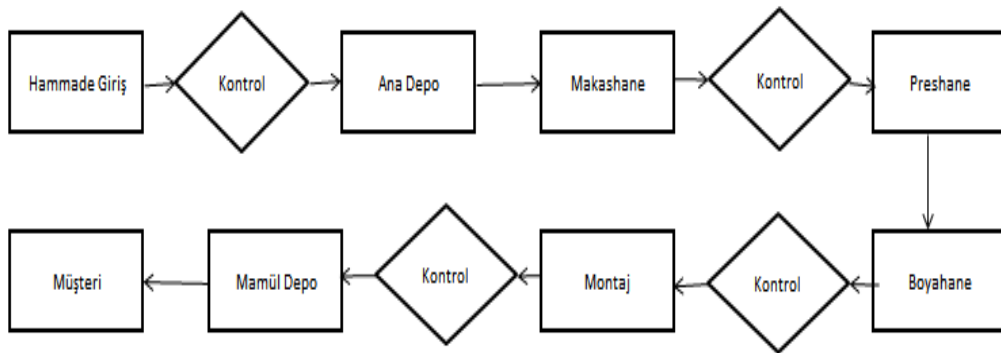 Hammade Giriş
Kontrol
Ana Depo
Makashane
Kontrol
Preshane
Müşteri
Mamül Depo
Kontrol
Montaj
Kontrol
Boyahane